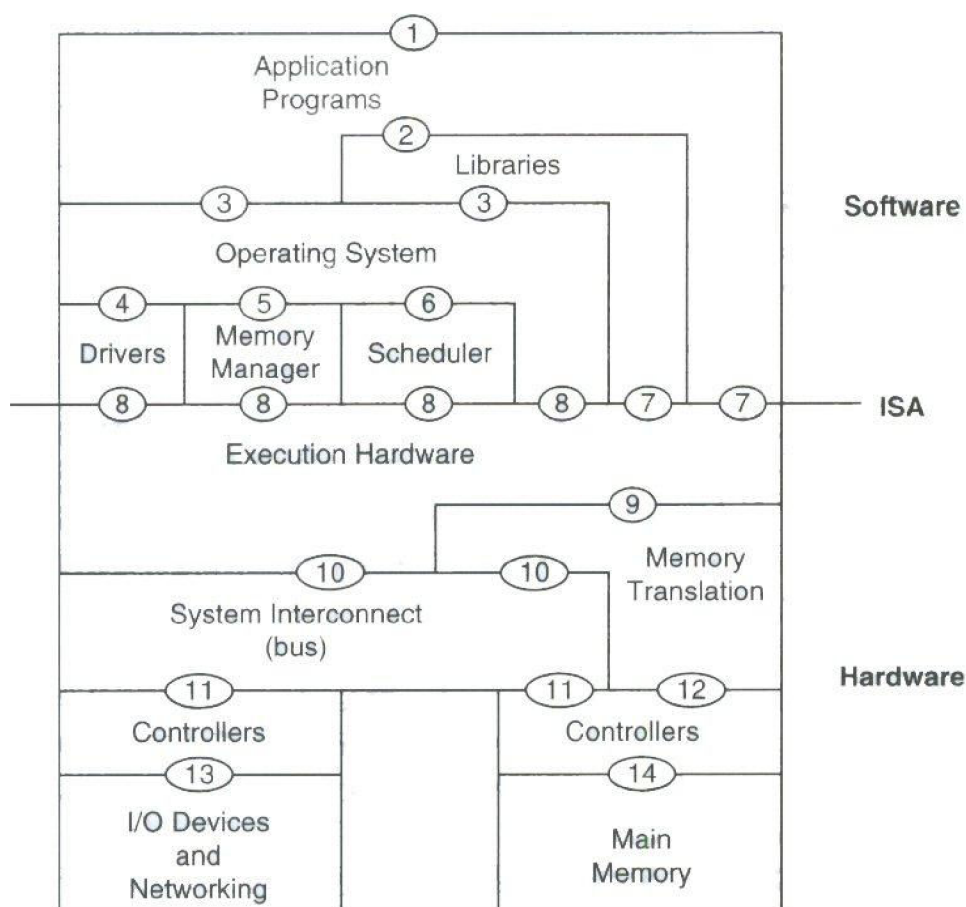 1
Application
Programs
2
Libraries
Software
3
3
Operating System
4
5
6
Drivers
Memory
Manager
Scheduler
8
8
8
8
7
7
ISA
Execution Hardware
9
10
10
Memory
Translation
System Interconnect
(bus)
11
11
12
Hardware
Controllers
Controllers
13
14
I/O Devices
and
Networking
Main
Memory